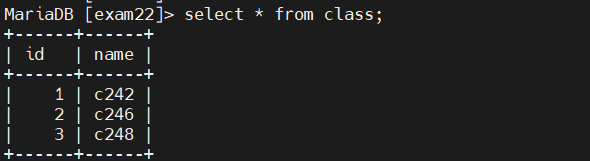 MariaDB [exam22]> select * from class;
+------+------+
| id   | name |
+------+------+
|    1 | c242 |
|    2 | c246 |
|    3 | c248 |
+------+------+